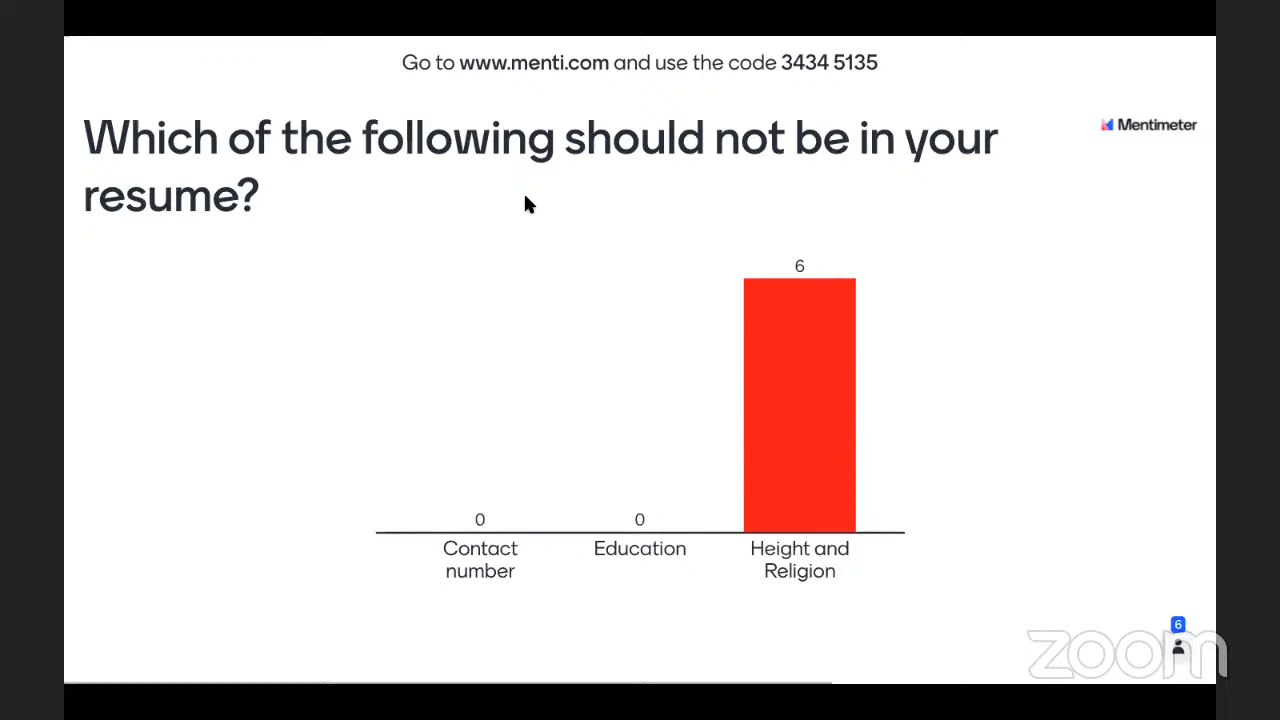 Go to www.menti.com and use the code 3434 5135
Which of the following should not be in your
resume?
Mentimeter
6
0
0
Contact
number
Education
Height and
Religion
6
zoom